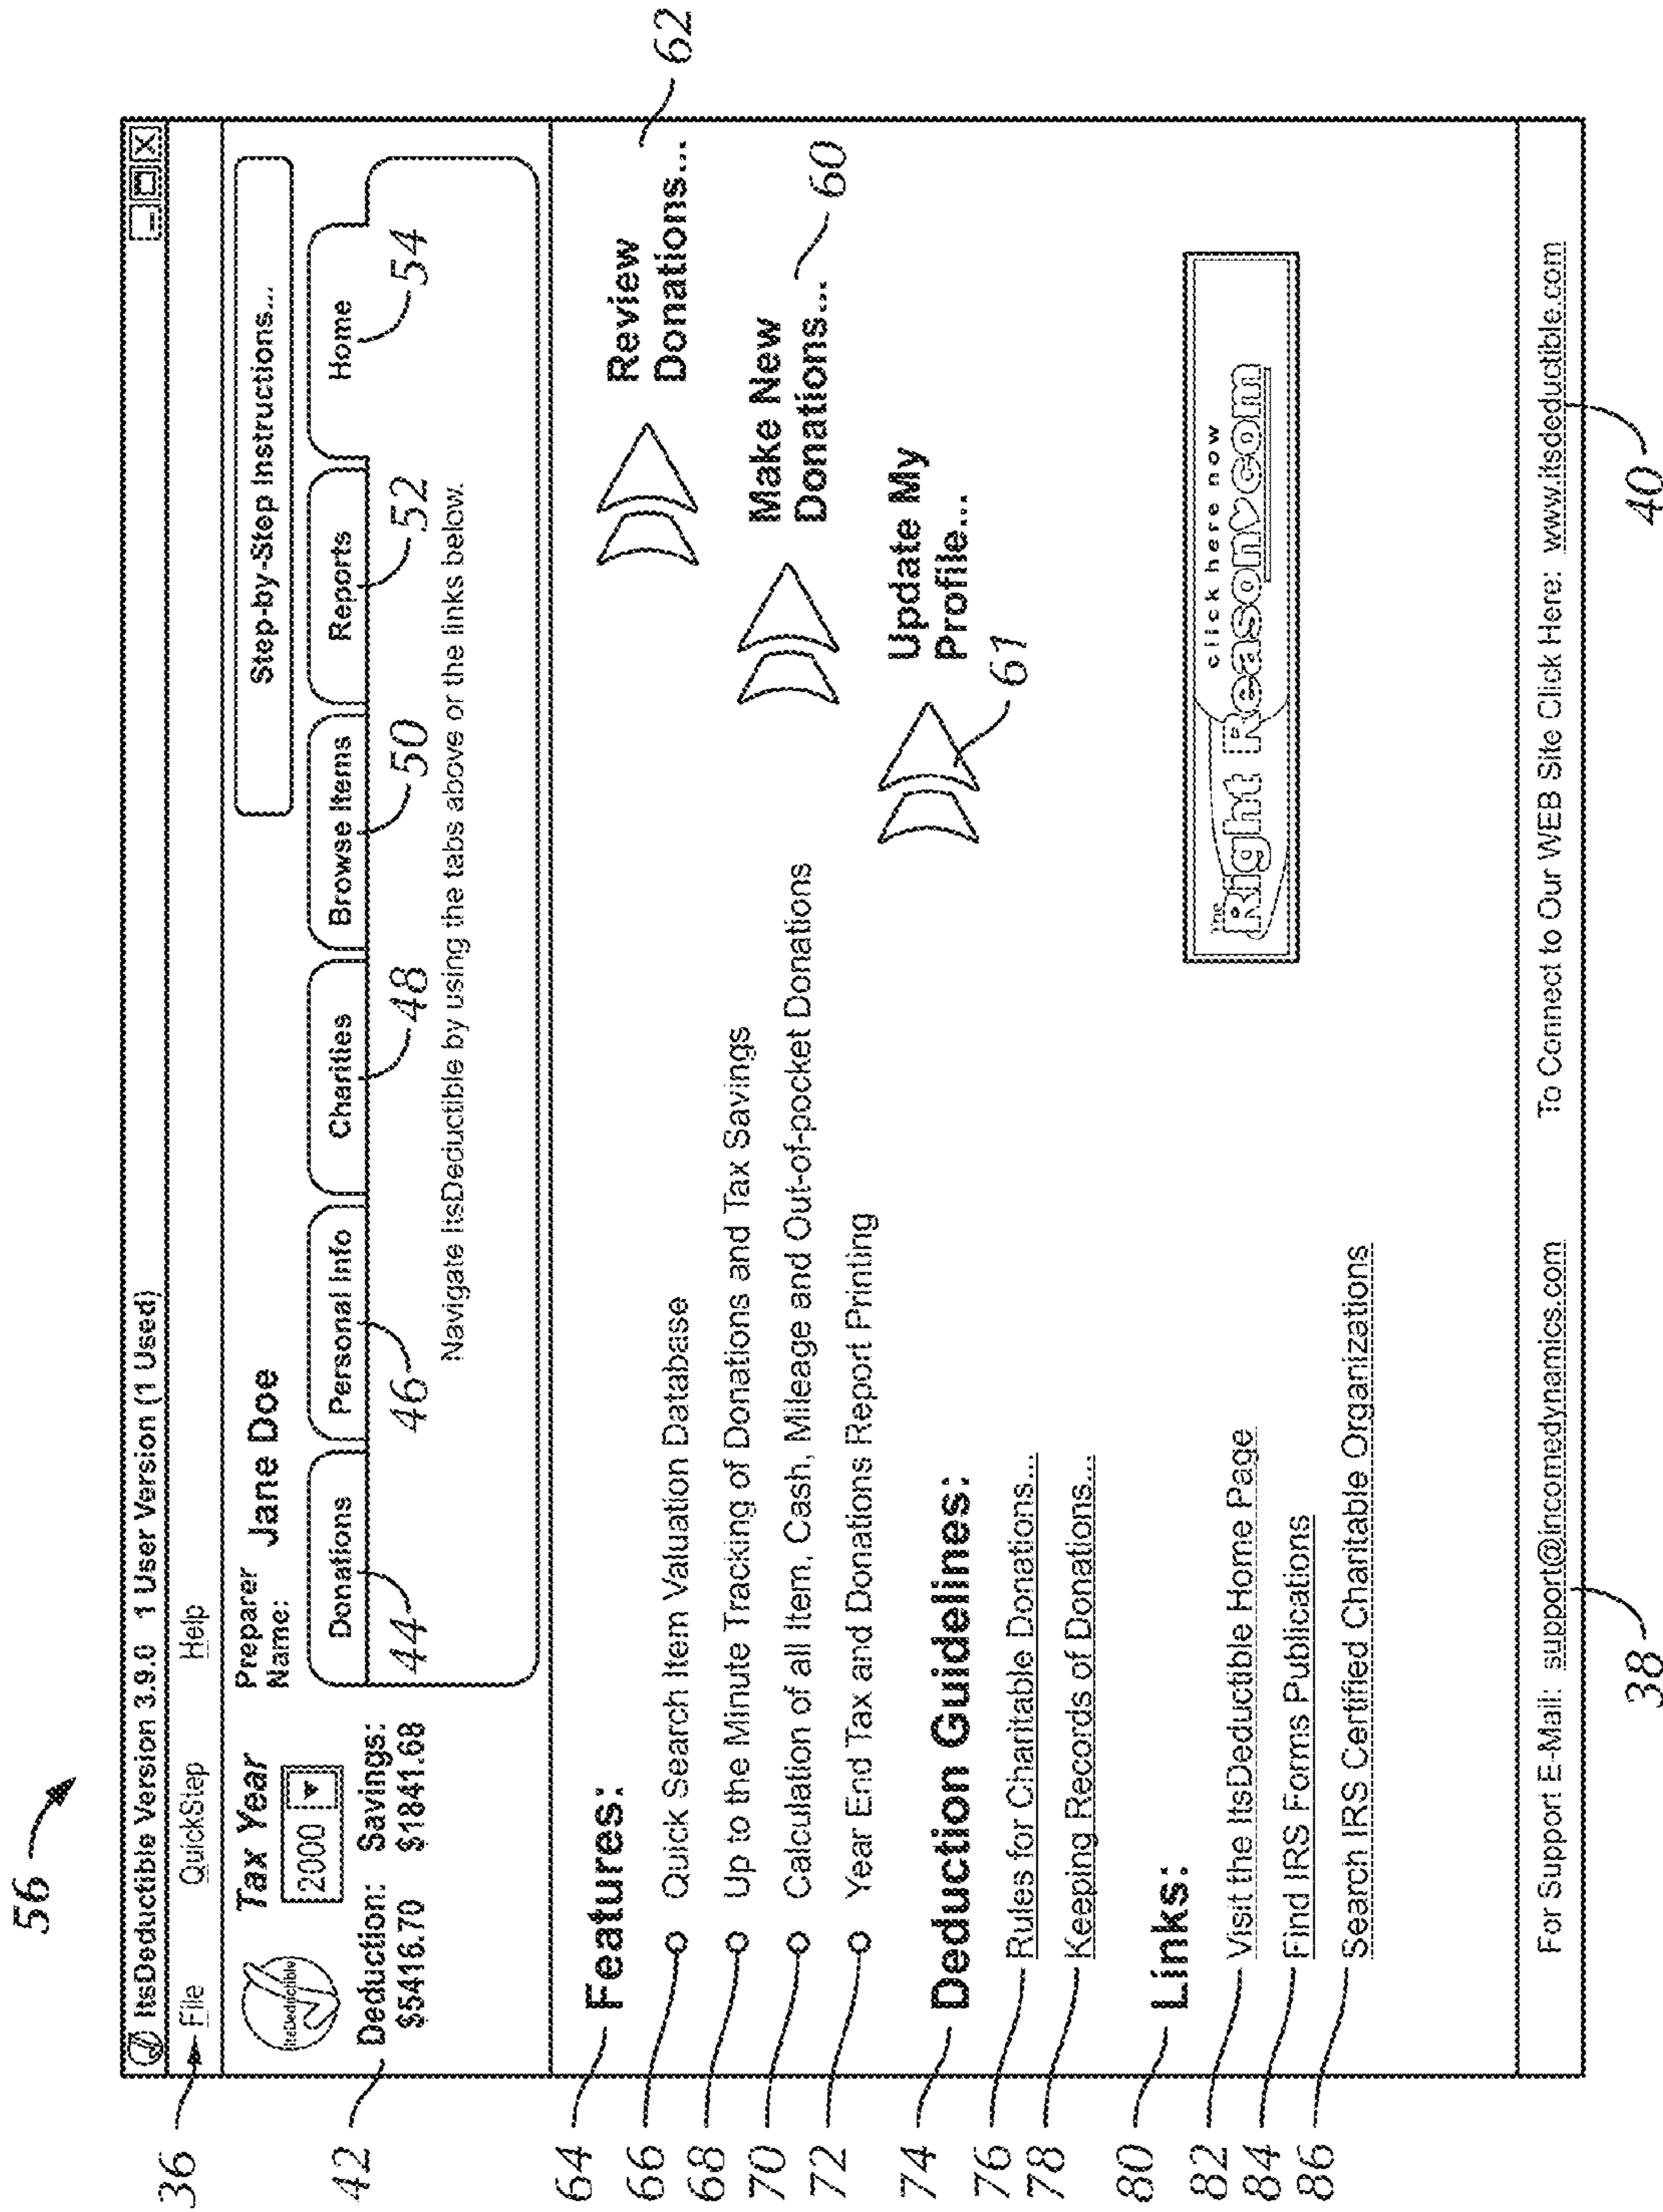 56
ItsDeductible Version 3.9.0 1 User Version (1 Used)
36
File QuickStep Help
ItsDeductible
Tax Year
2000
Preparer
Name: Jane Doe
Step-by-Step Instructions...
42
Deduction: Savings:
$5416.70 $1841.68
Donations Personal Info Charities Browse Items Reports Home
44 46 48 50 52 54
Navigate ItsDeductible by using the tabs above or the links below.
64
Features:
66
Quick Search Item Valuation Database
68
Up to the Minute Tracking of Donations and Tax Savings
70
Calculation of all Item, Cash, Mileage and Out-of-pocket Donations
72
Year End Tax and Donations Report Printing
Review
Donations...
62
Make New
Donations...
60
Update My
Profile...
61
74
Deduction Guidelines:
76
Rules for Charitable Donations...
78
Keeping Records of Donations...
80
Links:
82
Visit the ItsDeductible Home Page
84
Find IRS Forms Publications
86
Search IRS Certified Charitable Organizations
click here now
The Right Reason.com
For Support E-Mail: support@incomedynamics.com To Connect to Our WEB Site Click Here: www.itsdeductible.com
38 40